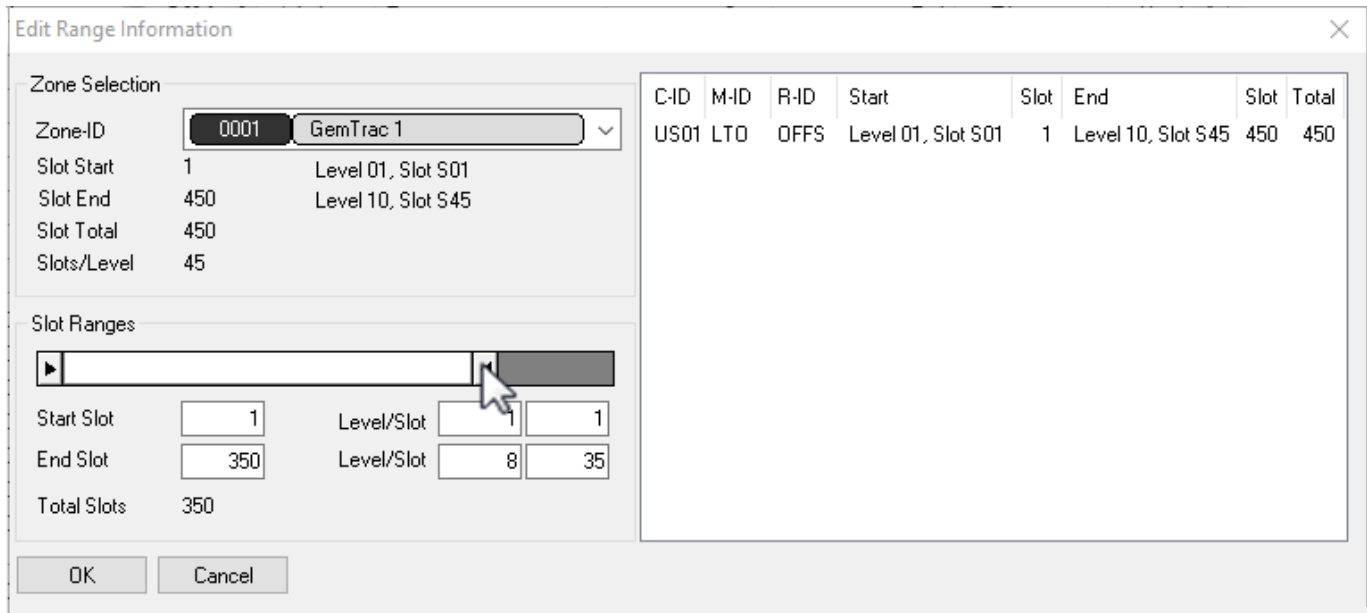 Edit Range Information
Zone Selection
Zone-ID 0001 GemTrac 1
Slot Start 1 Level 01, Slot S01
Slot End 450 Level 10, Slot S45
Slot Total 450
Slots/Level 45
Slot Ranges
Start Slot 1 Level/Slot 1 1
End Slot 350 Level/Slot 8 35
Total Slots 350
OK Cancel
C-ID M-ID R-ID Start Slot End Slot Total
US01 LTO OFFS Level 01, Slot S01 1 Level 10, Slot S45 450 450